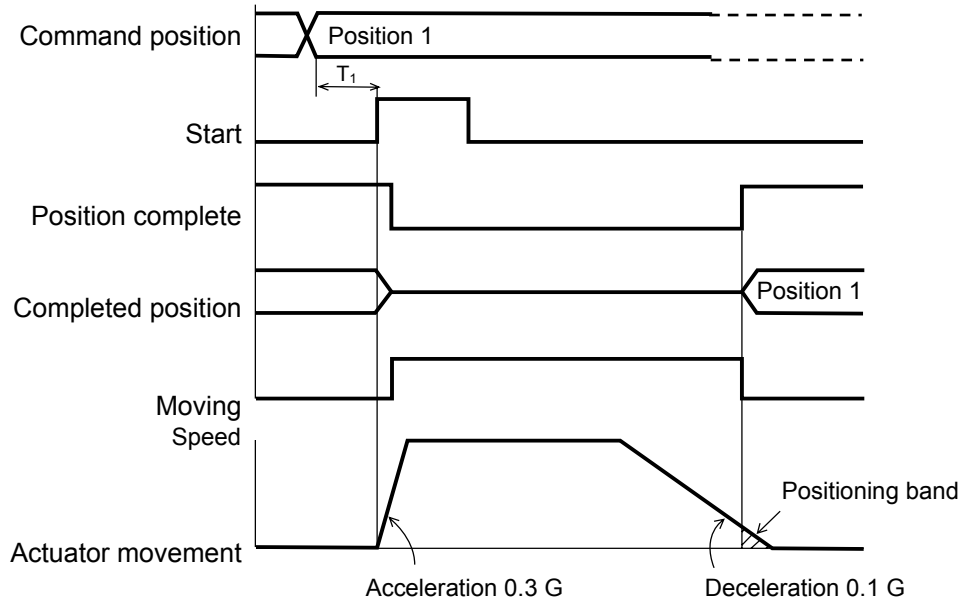 Command position
Position 1
T₁
Start
Position complete
Completed position
Position 1
Moving
Speed
Positioning band
Actuator movement
Acceleration 0.3 G
Deceleration 0.1 G